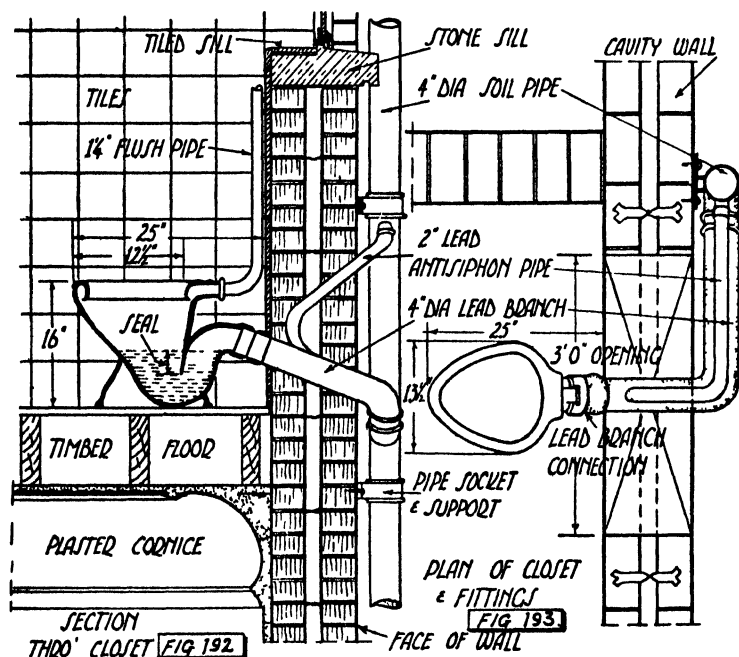 TILED SILL
STONE SILL
CAVITY WALL
TILES
4" DIA SOIL PIPE
1¼" FLUSH PIPE
25"
12½"
2" LEAD
ANTISIPHON PIPE
4" DIA LEAD BRANCH
25"
16"
SEAL
3'0" OPENING
13½"
LEAD BRANCH
CONNECTION
TIMBER FLOOR
PIPE SOCKET
& SUPPORT
PLASTER CORNICE
PLAN OF CLOSET
& FITTINGS
FIG 193
SECTION
THRO' CLOSET FIG 192
FACE OF WALL